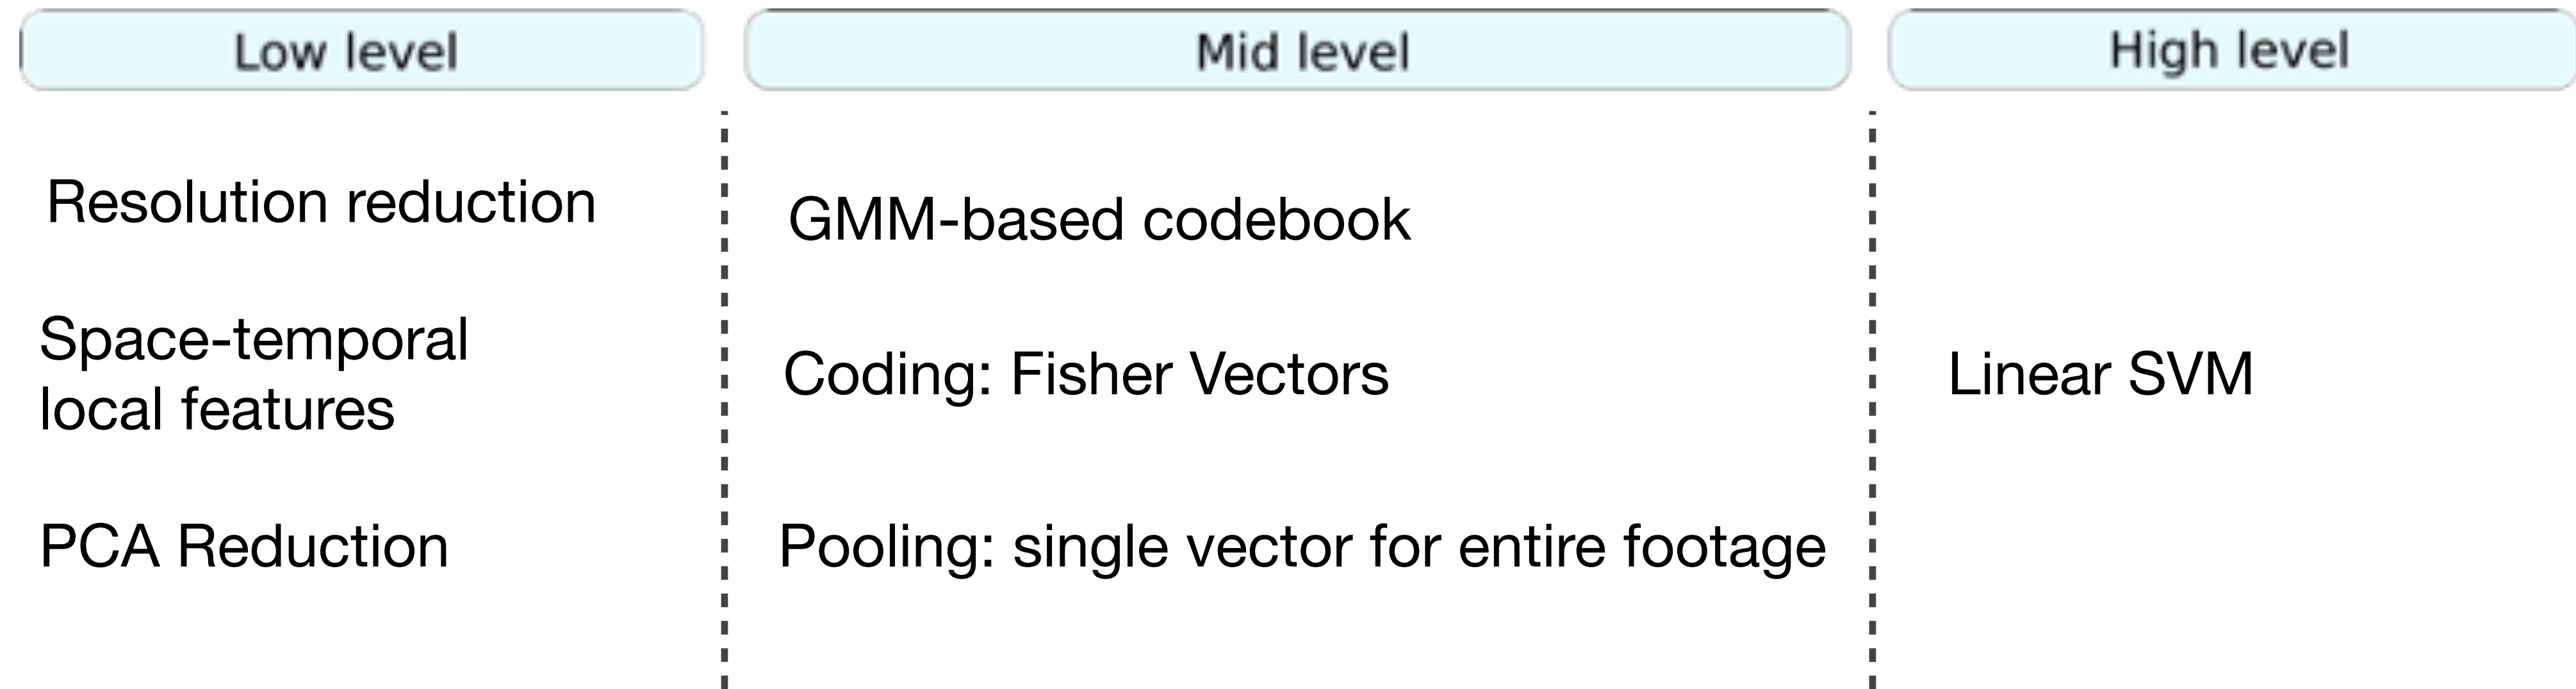 Low level
Mid level
High level
Resolution reduction
Space-temporal
local features
PCA Reduction
GMM-based codebook
Coding: Fisher Vectors
Pooling: single vector for entire footage
Linear SVM